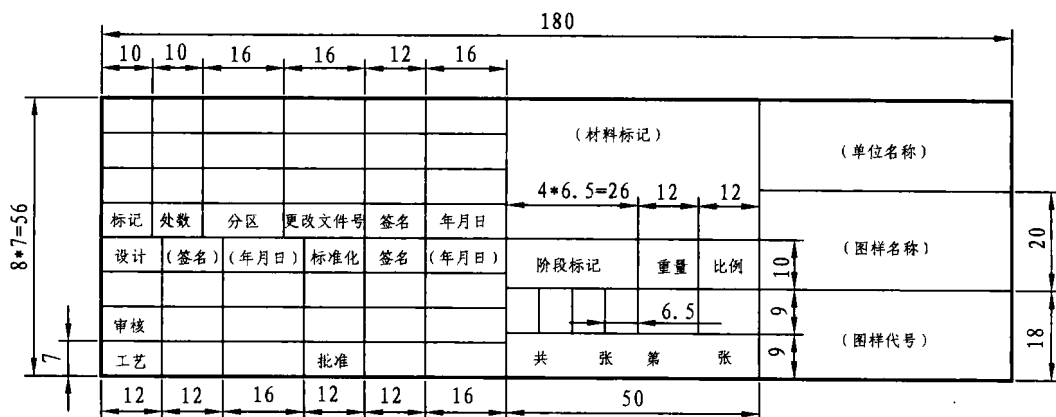 180
10 10 16 16 12 16
(材料标记)
(单位名称)
4*6.5=26 12 12
标记 处数 分区 更改文件号 签名 年月日
8*7=56
(图样名称)
20
设计 (签名) (年月日) 标准化 签名 (年月日)
阶段标记 重量 比例
10
6.5
9
审核
(图样代号)
18
7
工艺 批准
共 张 第 张
9
12 12 16 12 12 16 50